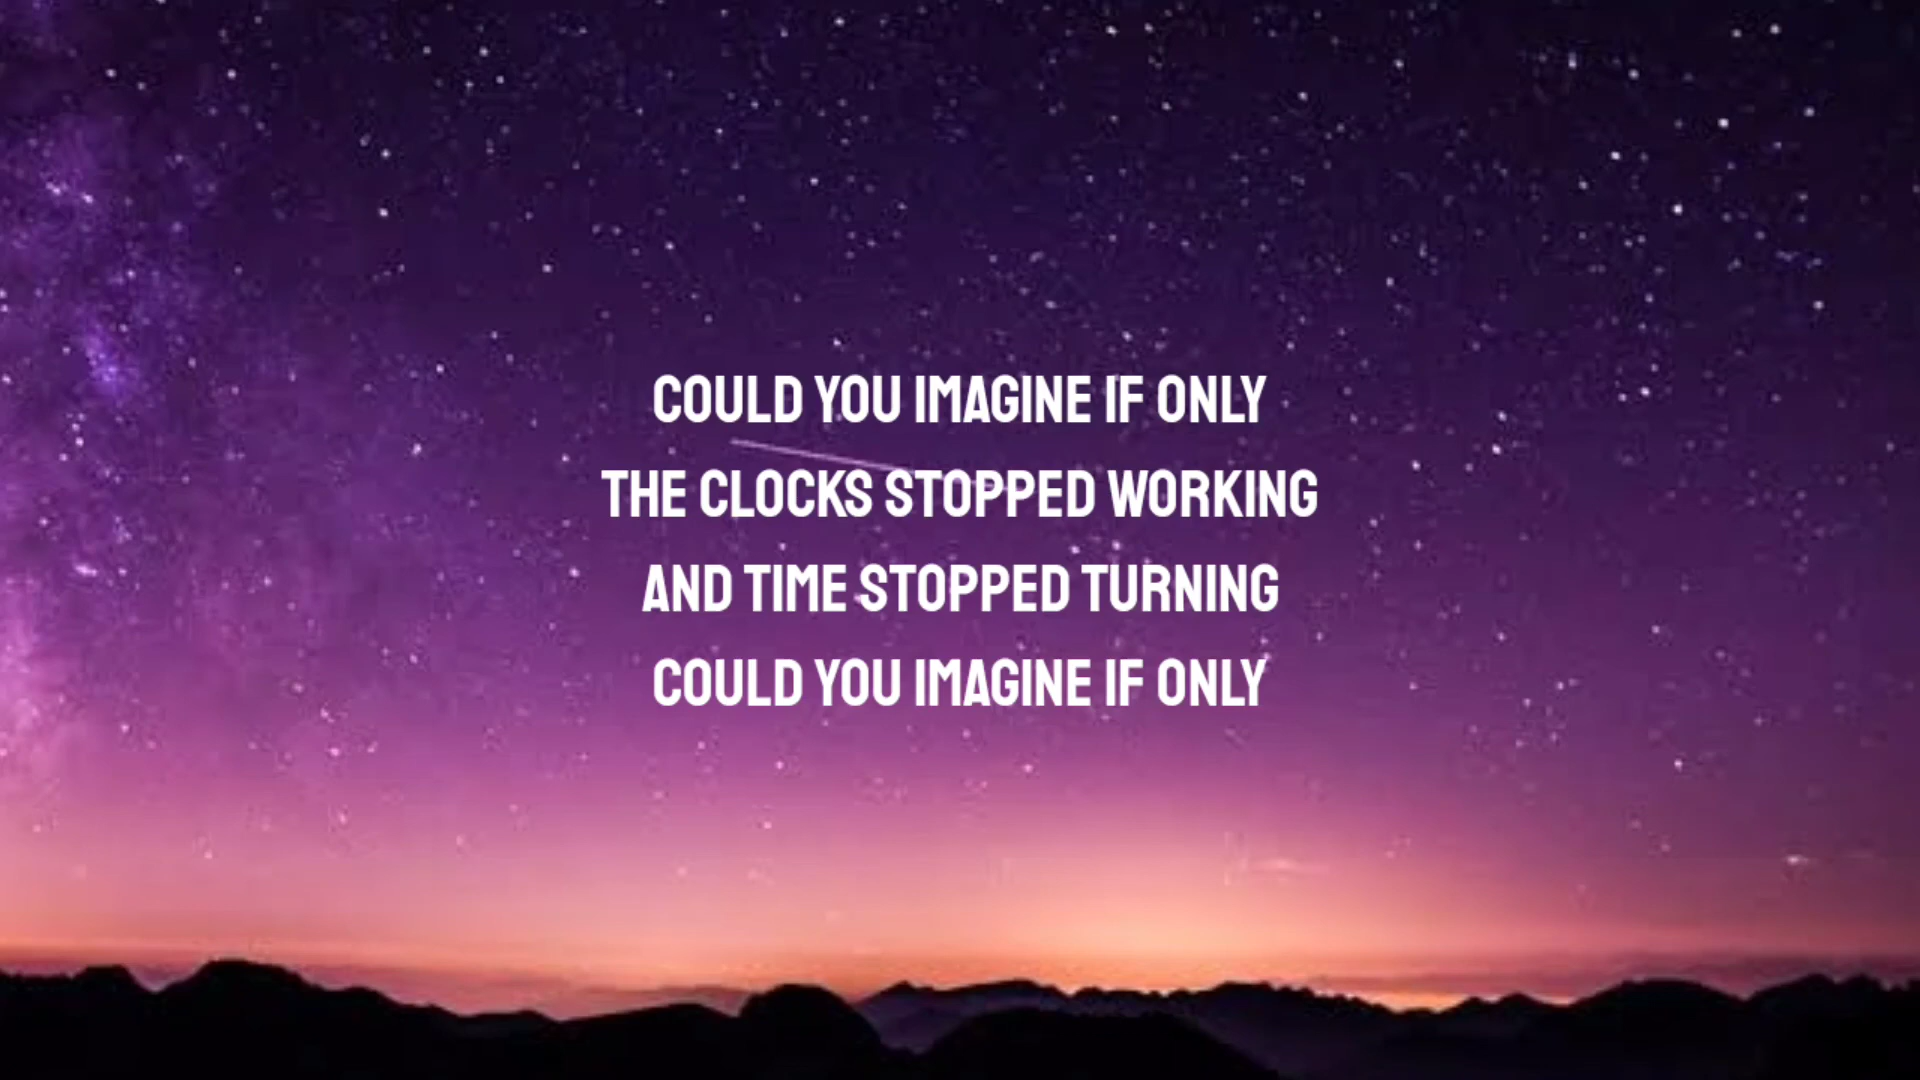 COULD YOU IMAGINE IF ONLY
THE CLOCKS STOPPED WORKING
AND TIME STOPPED TURNING
COULD YOU IMAGINE IF ONLY